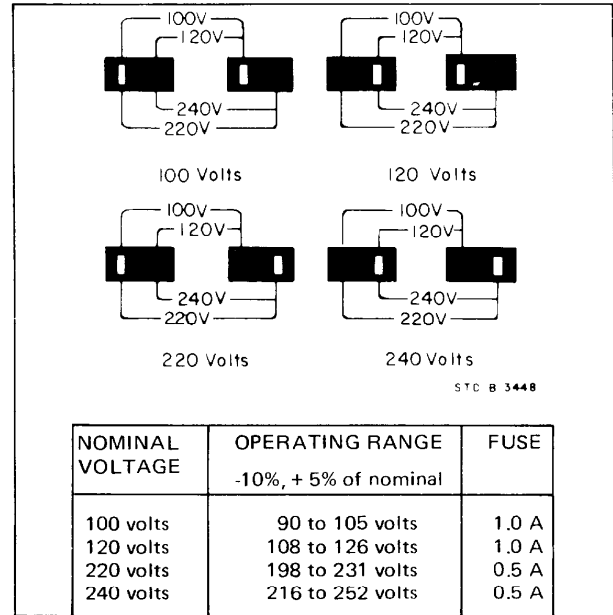 100V 100V
120V 120V
240V 240V
220V 220V
100 Volts 120 Volts
100V 100V
120V 120V
240V 240V
220V 220V
220 Volts 240 Volts
STC B 3448
NOMINAL VOLTAGE OPERATING RANGE FUSE
-10%, + 5% of nominal
100 volts 90 to 105 volts 1.0 A
120 volts 108 to 126 volts 1.0 A
220 volts 198 to 231 volts 0.5 A
240 volts 216 to 252 volts 0.5 A